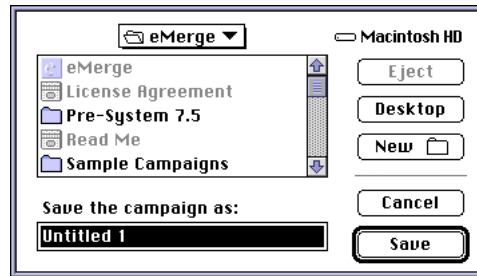 eMerge
Macintosh HD
eMerge
License Agreement
Pre-System 7.5
Read Me
Sample Campaigns
Eject
Desktop
New
Save the campaign as:
Untitled 1
Cancel
Save